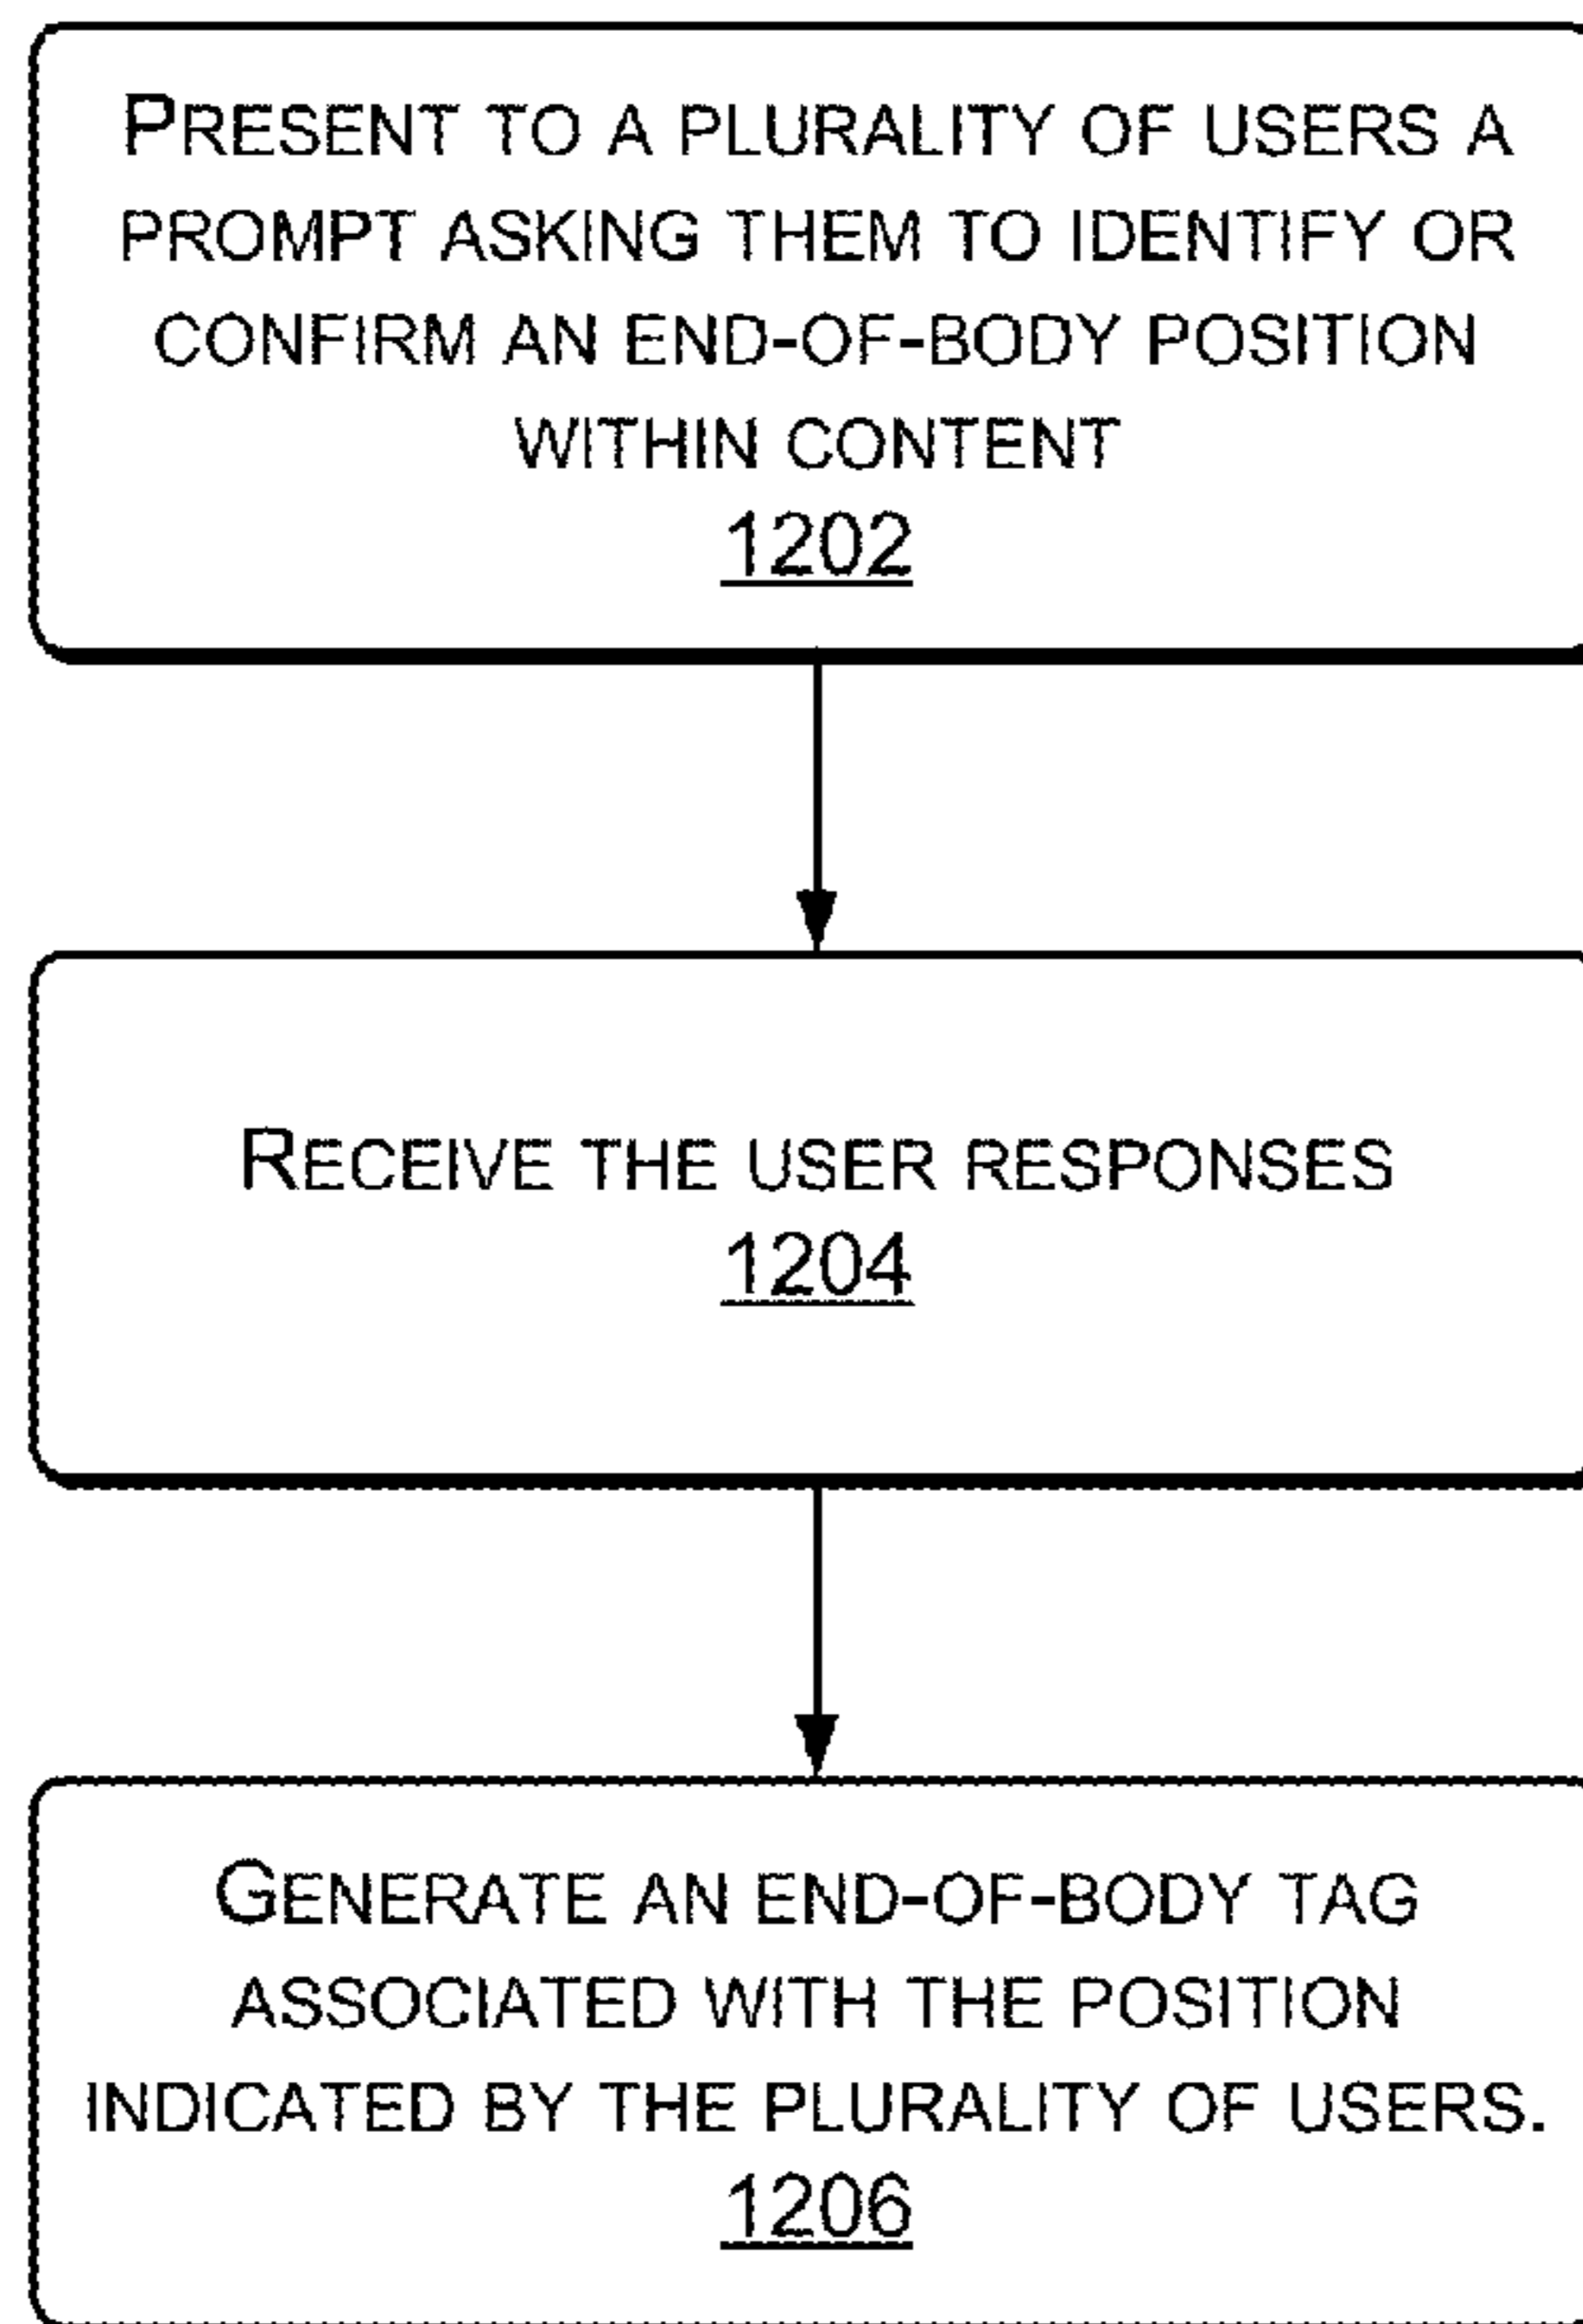 PRESENT TO A PLURALITY OF USERS A
PROMPT ASKING THEM TO IDENTIFY OR
CONFIRM AN END-OF-BODY POSITION
WITHIN CONTENT
1202
RECEIVE THE USER RESPONSES
1204
GENERATE AN END-OF-BODY TAG
ASSOCIATED WITH THE POSITION
INDICATED BY THE PLURALITY OF USERS.
1206